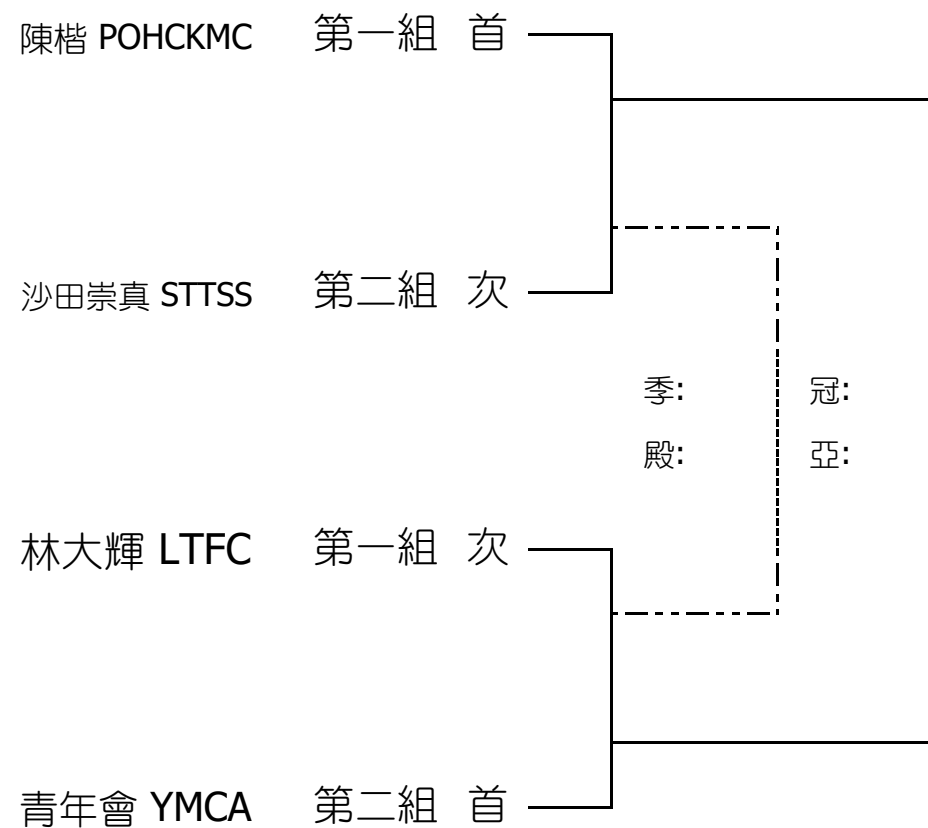 陳楷 POHCKMC 第一組 首
沙田崇真 STTSS 第二組 次
季: 冠:
殿: 亞:
林大輝 LTFC 第一組 次
青年會 YMCA 第二組 首